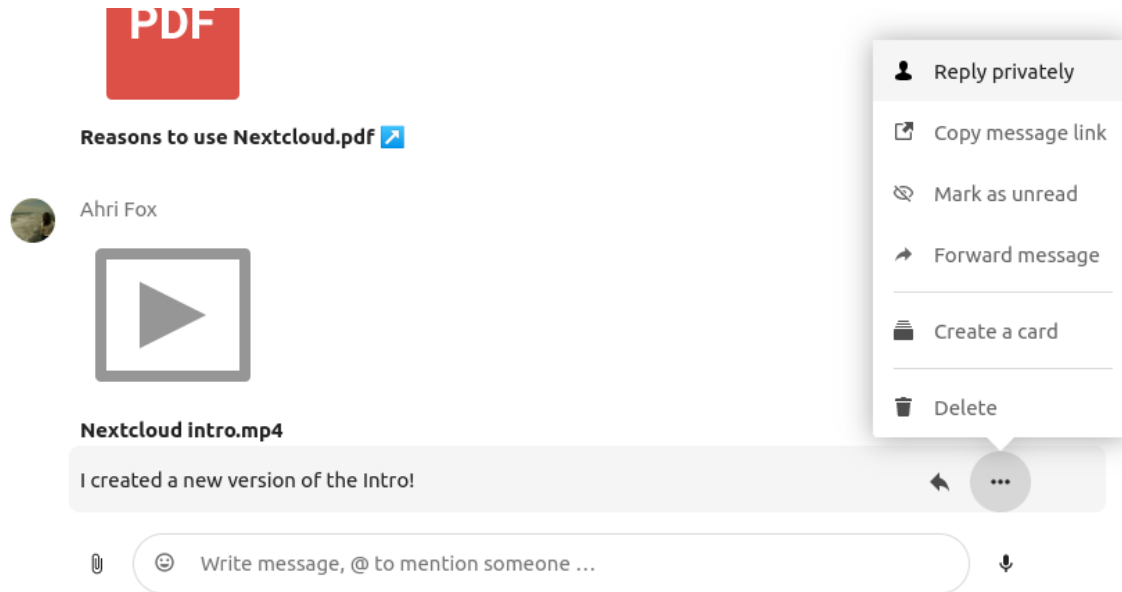 PDF
Reasons to use Nextcloud.pdf
Ahri Fox
Nextcloud intro.mp4
I created a new version of the Intro!
Write message, @ to mention someone ...
Reply privately
Copy message link
Mark as unread
Forward message
Create a card
Delete